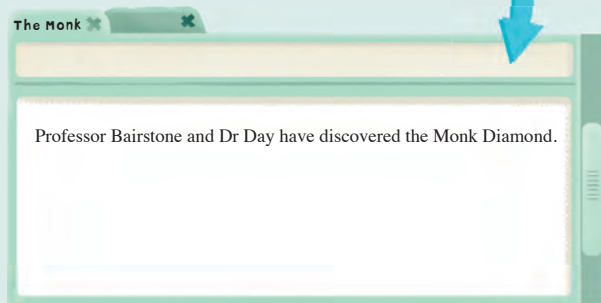 The Monk
Professor Bairstone and Dr Day have discovered the Monk Diamond.